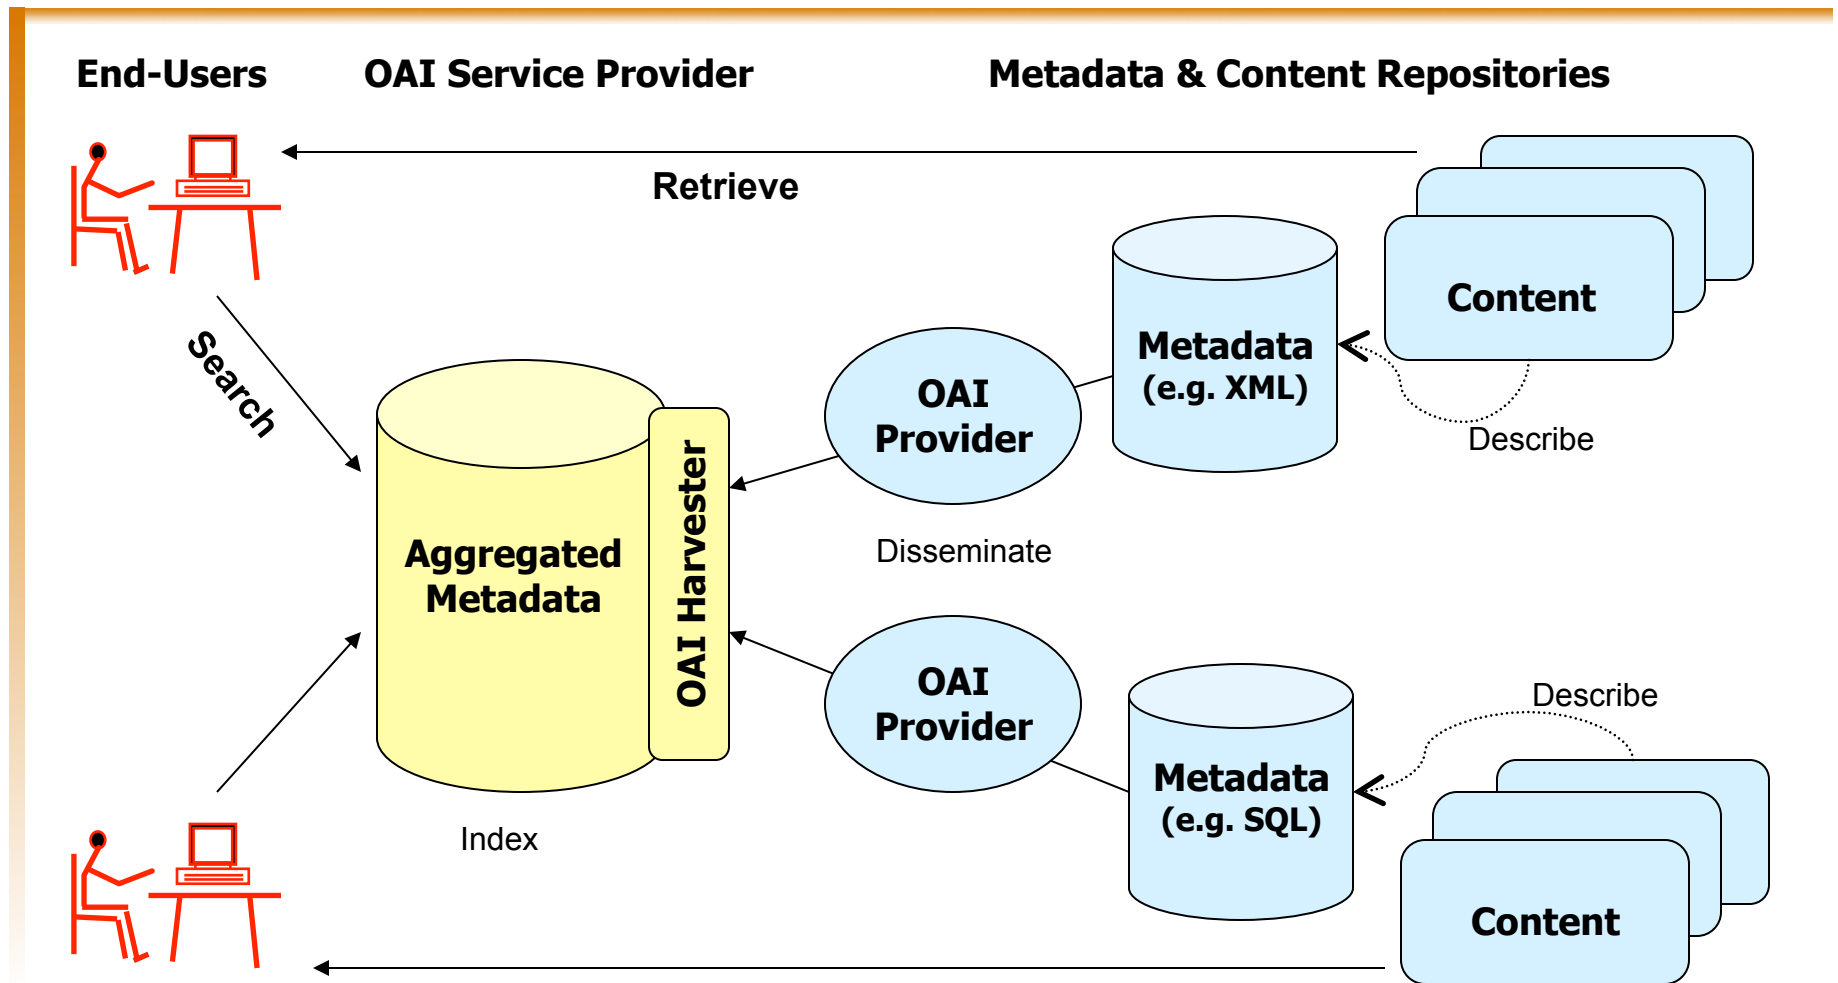 End-Users
OAI Service Provider
Metadata & Content Repositories
Retrieve
Content
Search
Metadata
(e.g. XML)
OAI
Provider
Describe
OAI Harvester
Aggregated
Metadata
Disseminate
OAI
Provider
Describe
Metadata
(e.g. SQL)
Index
Content